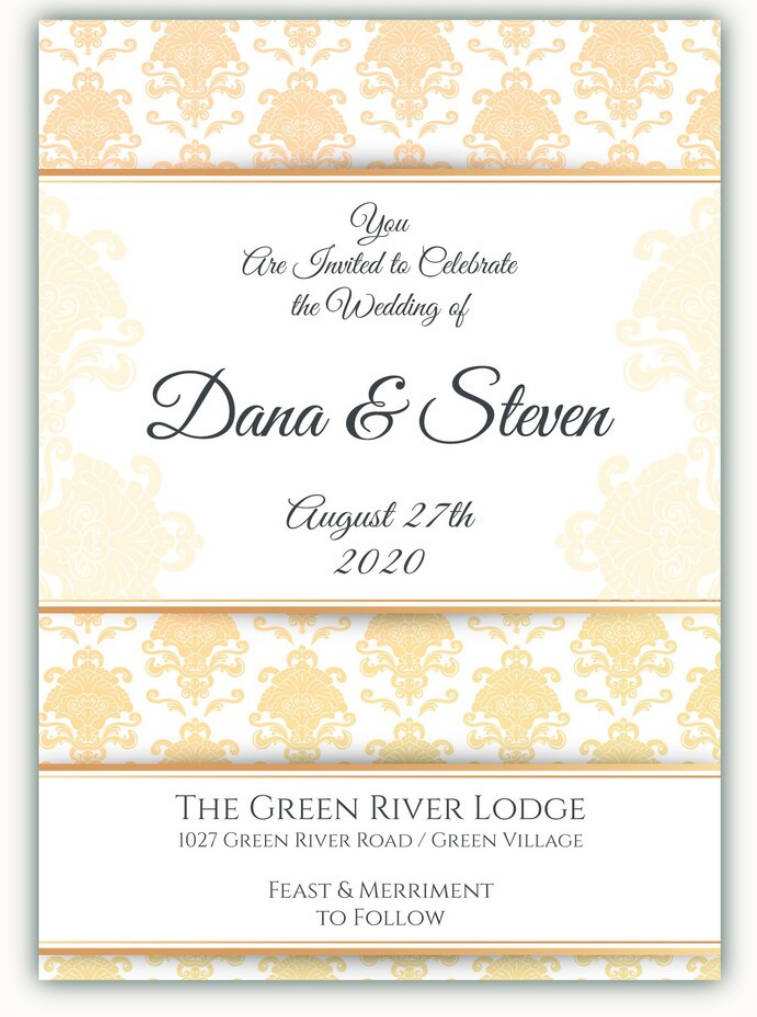 You
Are Invited to Celebrate
the Wedding of
Dana & Steven
August 27th
2020
The Green River Lodge
1027 Green River Road / Green Village
Feast & Merriment
to Follow